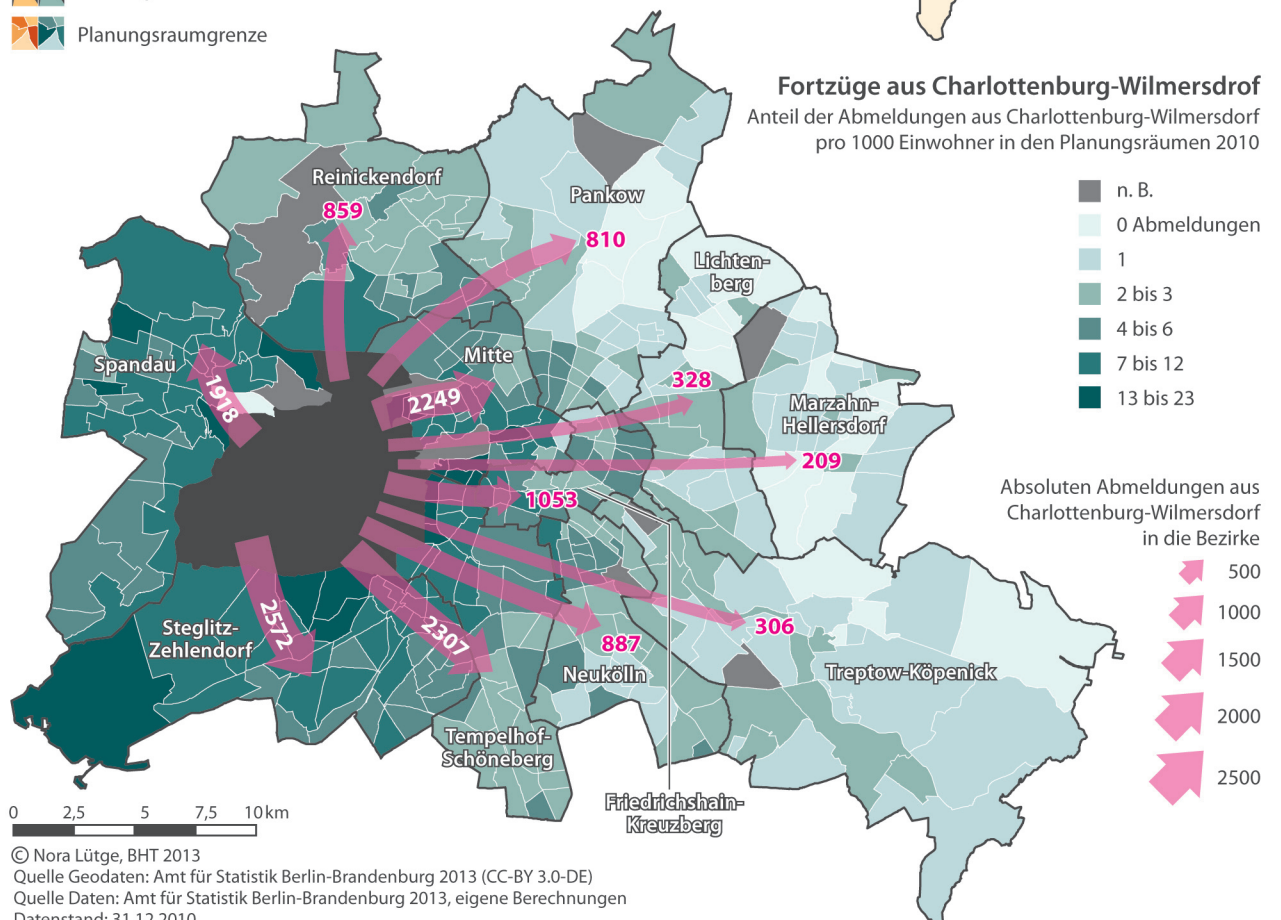 Planungsraumgrenze
Fortzüge aus Charlottenburg-Wilmersdrof
Anteil der Abmeldungen aus Charlottenburg-Wilmersdorf
pro 1000 Einwohner in den Planungsräumen 2010
n. B.
0 Abmeldungen
1
2 bis 3
4 bis 6
7 bis 12
13 bis 23
Reinickendorf
859
Pankow
810
Lichten-
berg
Spandau
1918
Mitte
2249
328
Marzahn-
Hellersdorf
209
1053
Absoluten Abmeldungen aus
Charlottenburg-Wilmersdorf
in die Bezirke
500
1000
1500
2000
2500
Steglitz-
Zehlendorf
2572
2307
887
Neukölln
306
Treptow-Köpenick
Tempelhof-
Schöneberg
Friedrichshain-
Kreuzberg
0 2,5 5 7,5 10 km
© Nora Lütge, BHT 2013
Quelle Geodaten: Amt für Statistik Berlin-Brandenburg 2013 (CC-BY 3.0-DE)
Quelle Daten: Amt für Statistik Berlin-Brandenburg 2013, eigene Berechnungen
Datenstand: 31.12.2010